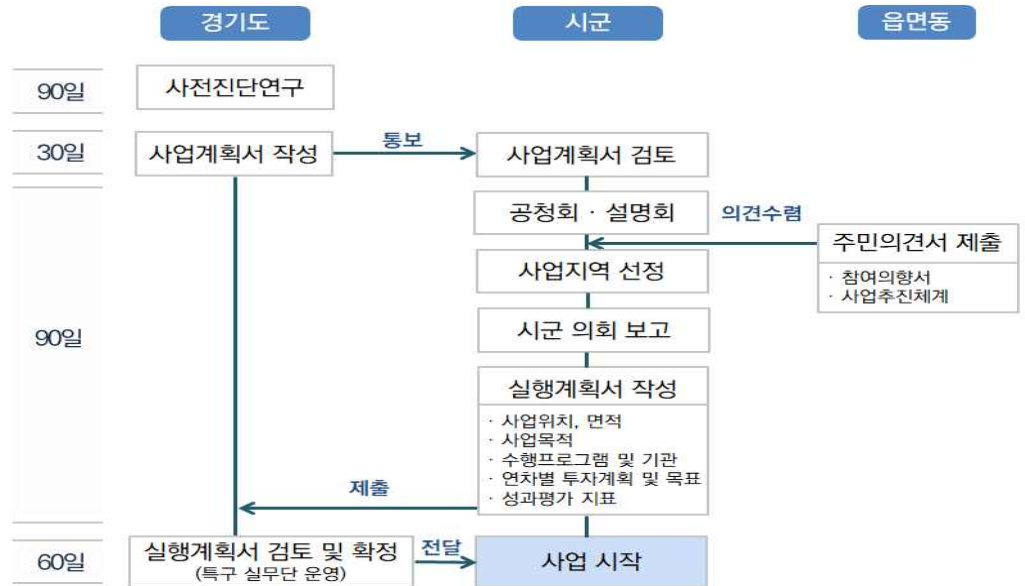 경기도
시군
읍면동
90일
사전진단연구
30일
사업계획서 작성
통보
사업계획서 검토
공청회 · 설명회
의견수렴
주민의견서 제출
· 참여의향서
· 사업추진체계
사업지역 선정
90일
시군 의회 보고
실행계획서 작성
· 사업위치, 면적
· 사업목적
· 수행프로그램 및 기관
· 연차별 투자계획 및 목표
· 성과평가 지표
제출
60일
실행계획서 검토 및 확정
(특구 실무단 운영)
전달
사업 시작